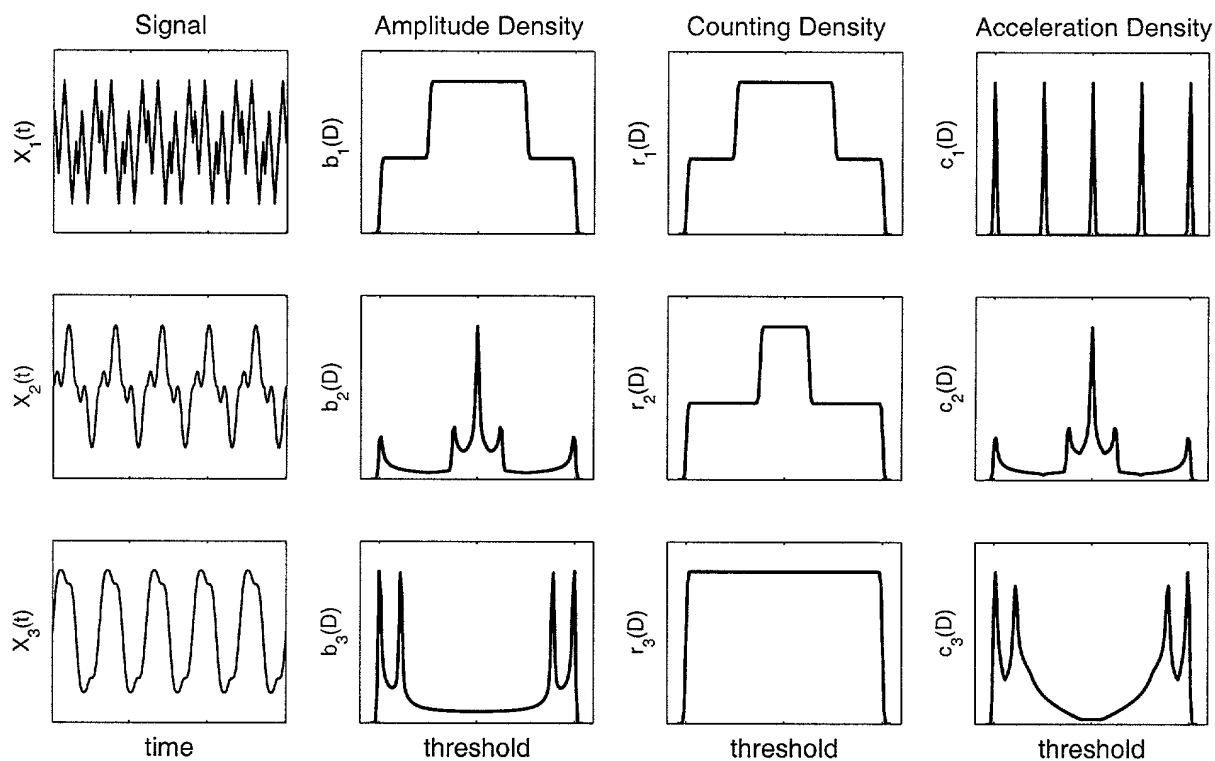 Signal
Amplitude Density
Counting Density
Acceleration Density
X1(t)
b1(D)
r1(D)
c1(D)
X2(t)
b2(D)
r2(D)
c2(D)
X3(t)
b3(D)
r3(D)
c3(D)
time
threshold
threshold
threshold